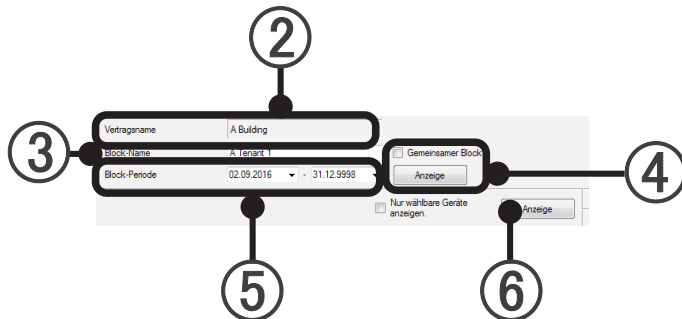 ②
Vertragsname A Building
③ Block-Name A Tenant 1 Gemeinsamer Block ④
Block-Periode 02.09.2016 - 31.12.9998 Anzeige
Nur wählbare Geräte
anzeigen. Anzeige
⑤ ⑥